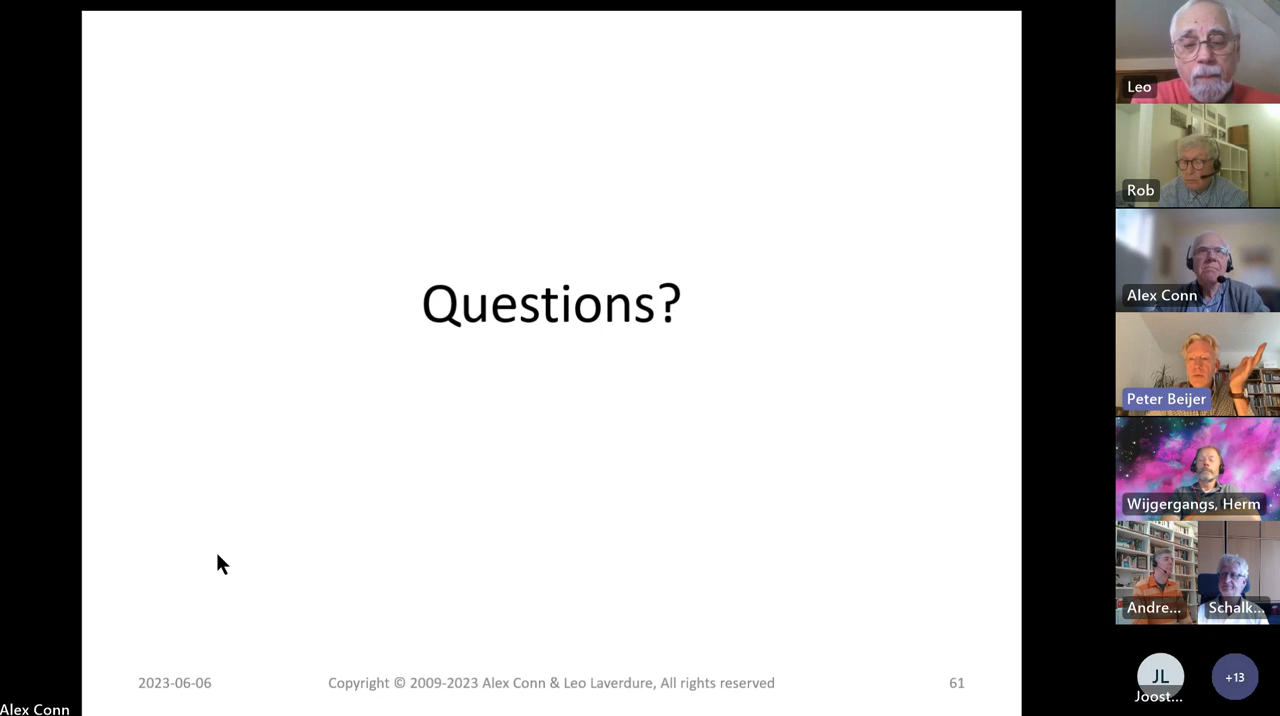 Questions?
2023-06-06
Copyright © 2009-2023 Alex Conn & Leo Laverdure, All rights reserved
61
Alex Conn
Leo
Rob
Alex Conn
Peter Beijer
Wijgergangs, Herm
Andre...
Schalk...
JL
Joost...
+13